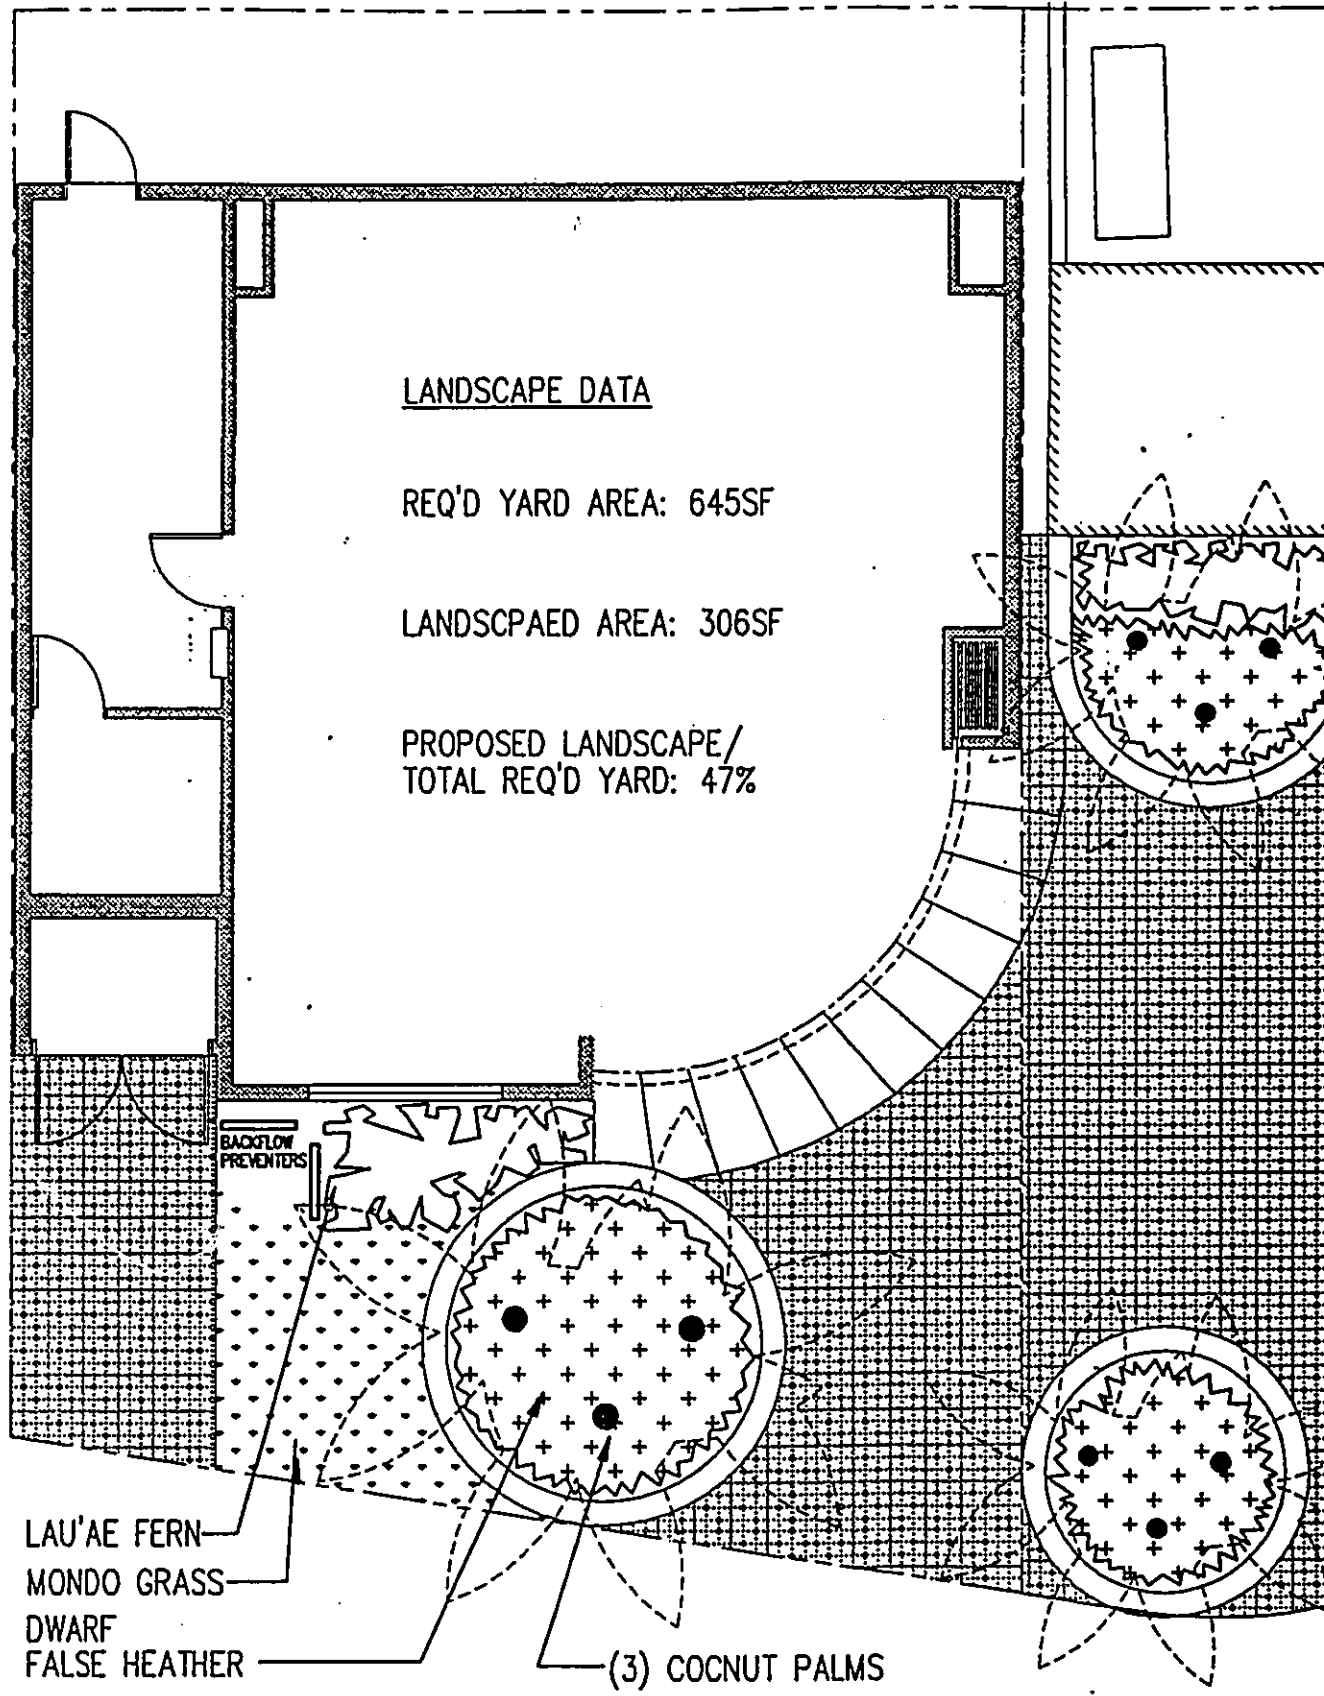 LANDSCAPE DATA
REQ'D YARD AREA: 645SF
LANDSCPAED AREA: 306SF
PROPOSED LANDSCAPE/
TOTAL REQ'D YARD: 47%
BACKFLOW
PREVENTERS
LAU'AE FERN
MONDO GRASS
DWARF
FALSE HEATHER
(3) COCNUT PALMS